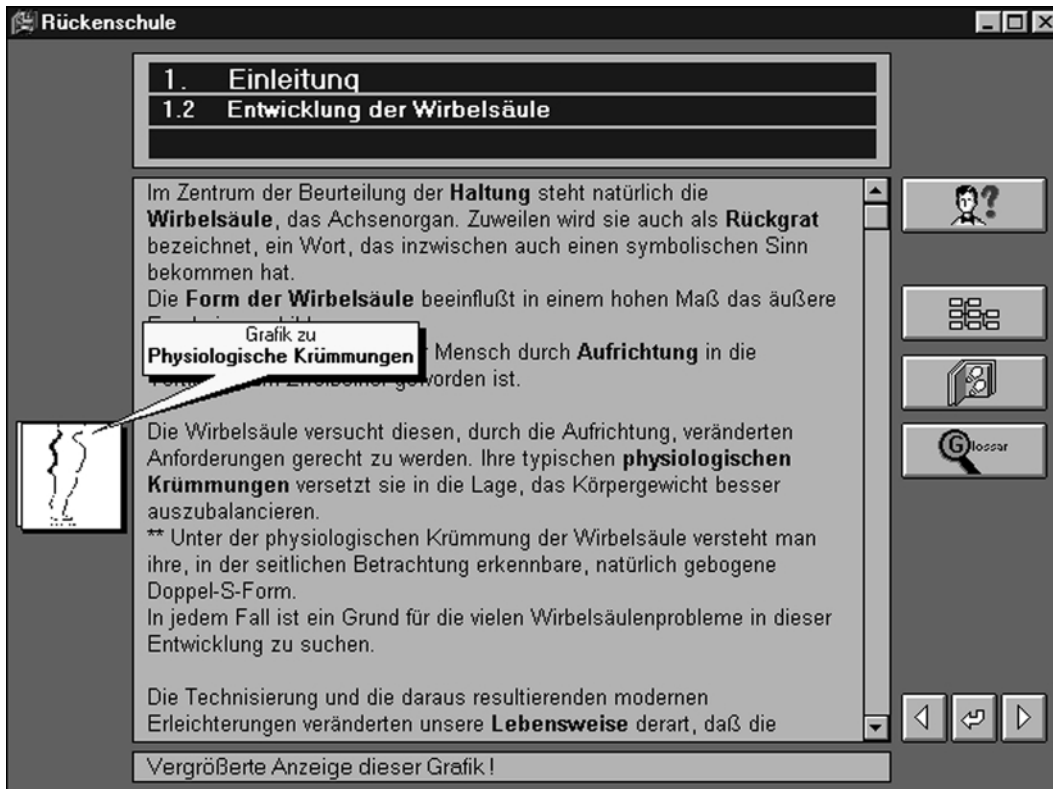 Rückenschule
1. Einleitung
1.2 Entwicklung der Wirbelsäule
Im Zentrum der Beurteilung der Haltung steht natürlich die
Wirbelsäule, das Achsenorgan. Zuweilen wird sie auch als Rückgrat
bezeichnet, ein Wort, das inzwischen auch einen symbolischen Sinn
bekommen hat.
Die Form der Wirbelsäule beeinflußt in einem hohen Maß das äußere
Grafik zu
Physiologische Krümmungen
Mensch durch Aufrichtung in die
geworden ist.
Die Wirbelsäule versucht diesen, durch die Aufrichtung, veränderten
Anforderungen gerecht zu werden. Ihre typischen physiologischen
Krümmungen versetzt sie in die Lage, das Körpergewicht besser
auszubalancieren.
** Unter der physiologischen Krümmung der Wirbelsäule versteht man
ihre, in der seitlichen Betrachtung erkennbare, natürlich gebogene
Doppel-S-Form.
In jedem Fall ist ein Grund für die vielen Wirbelsäulenprobleme in dieser
Entwicklung zu suchen.
Die Technisierung und die daraus resultierenden modernen
Erleichterungen veränderten unsere Lebensweise derart, daß die
Glossar
Vergrößerte Anzeige dieser Grafik!